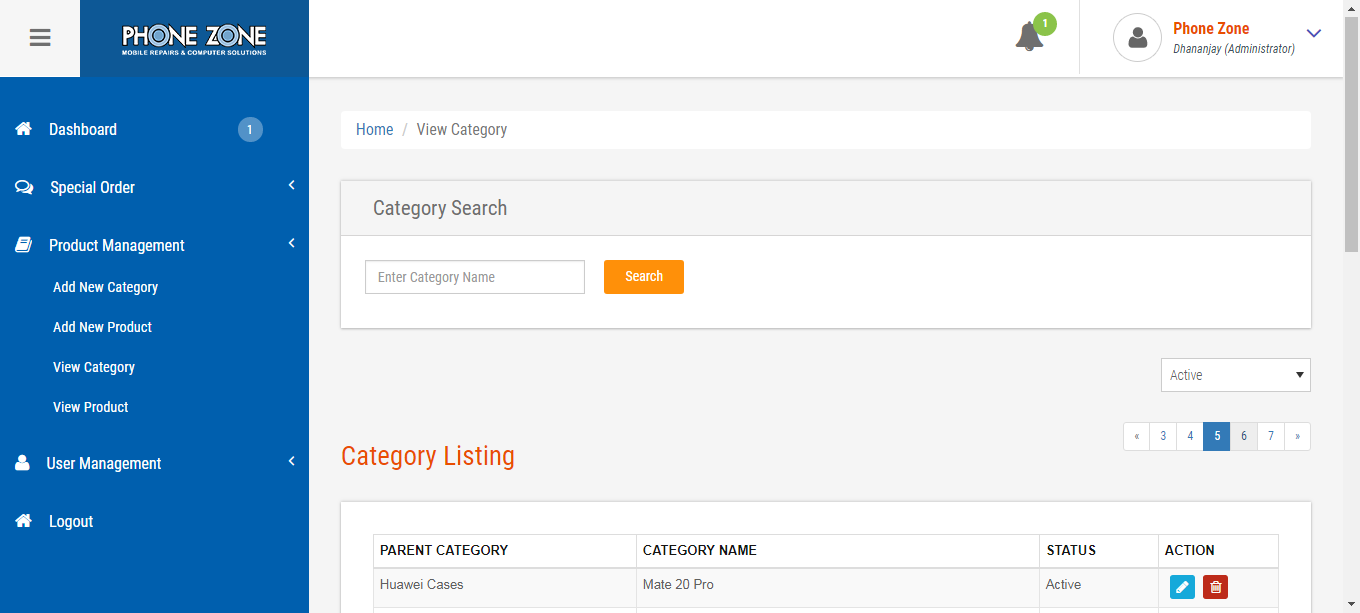 PHONE ZONE
MOBILE REPAIRS & COMPUTER SOLUTIONS
1
Phone Zone
Dhananjay (Administrator)
Dashboard
1
Special Order
Product Management
Add New Category
Add New Product
View Category
View Product
User Management
Logout
Home / View Category
Category Search
Enter Category Name
Search
Active
« 3 4 5 6 7 »
Category Listing
PARENT CATEGORY CATEGORY NAME STATUS ACTION
Huawei Cases Mate 20 Pro Active